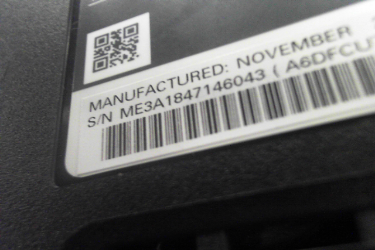 MANUFACTURED: NOVEMBER
S/N ME3A1847146043 ( A6DFCU